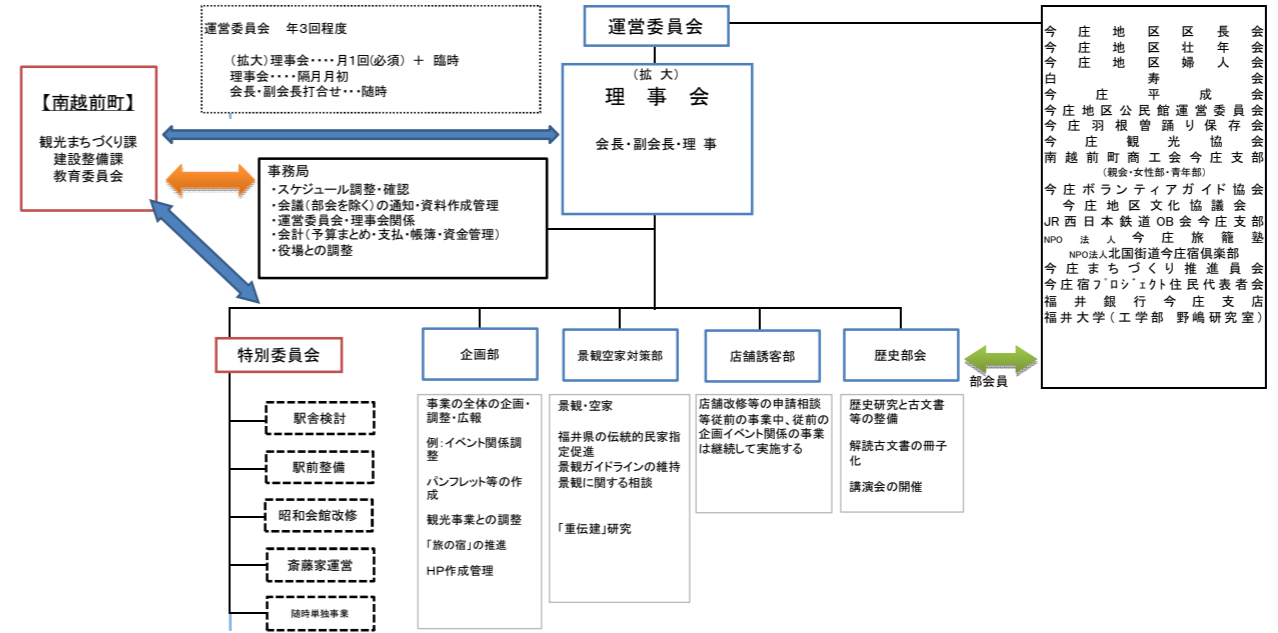 運営委員会　年3回程度
(拡大)理事会・・・・月1回(必須) ＋ 臨時
理事会・・・・隔月月初
会長・副会長打合せ・・・随時
運営委員会
(拡 大)
理 事 会
会長・副会長・理 事
【南越前町】
観光まちづくり課
建設整備課
教育委員会
事務局
・スケジュール調整・確認
・会議(部会を除く)の通知・資料作成管理
・運営委員会・理事会関係
・会計(予算まとめ・支払・帳簿・資金管理)
・役場との調整
今庄地区区長会
今庄地区壮年会
今庄地区婦人会
白寿会
今庄平成会
今庄地区公民館運営委員会
今庄羽根曽踊り保存会
今庄観光協会
南越前町商工会今庄支部
(親会・女性部・青年部)
今庄ボランティアガイド協会
今庄地区文化協議会
JR西日本鉄道OB会今庄支部
NPO法人今庄旅籠塾
NPO法人北国街道今庄宿倶楽部
今庄まちづくり推進員会
今庄宿プロジェクト住民代表者会
福井銀行今庄支店
福井大学(工学部 野嶋研究室)
部会員
特別委員会
駅舎検討
駅前整備
昭和会館改修
斎藤家運営
随時単独事業
企画部
事業の全体の企画・
調整・広報
例:イベント関係調
整
パンフレット等の作
成
観光事業との調整
「旅の宿」の推進
HP作成管理
景観空家対策部
景観・空家
福井県の伝統的民家指
定促進
景観ガイドラインの維持
景観に関する相談
「重伝建」研究
店舗誘客部
店舗改修等の申請相談
等従前の事業中、従前の
企画イベント関係の事業
は継続して実施する
歴史部会
歴史研究と古文書
等の整備
解読古文書の冊子
化
講演会の開催